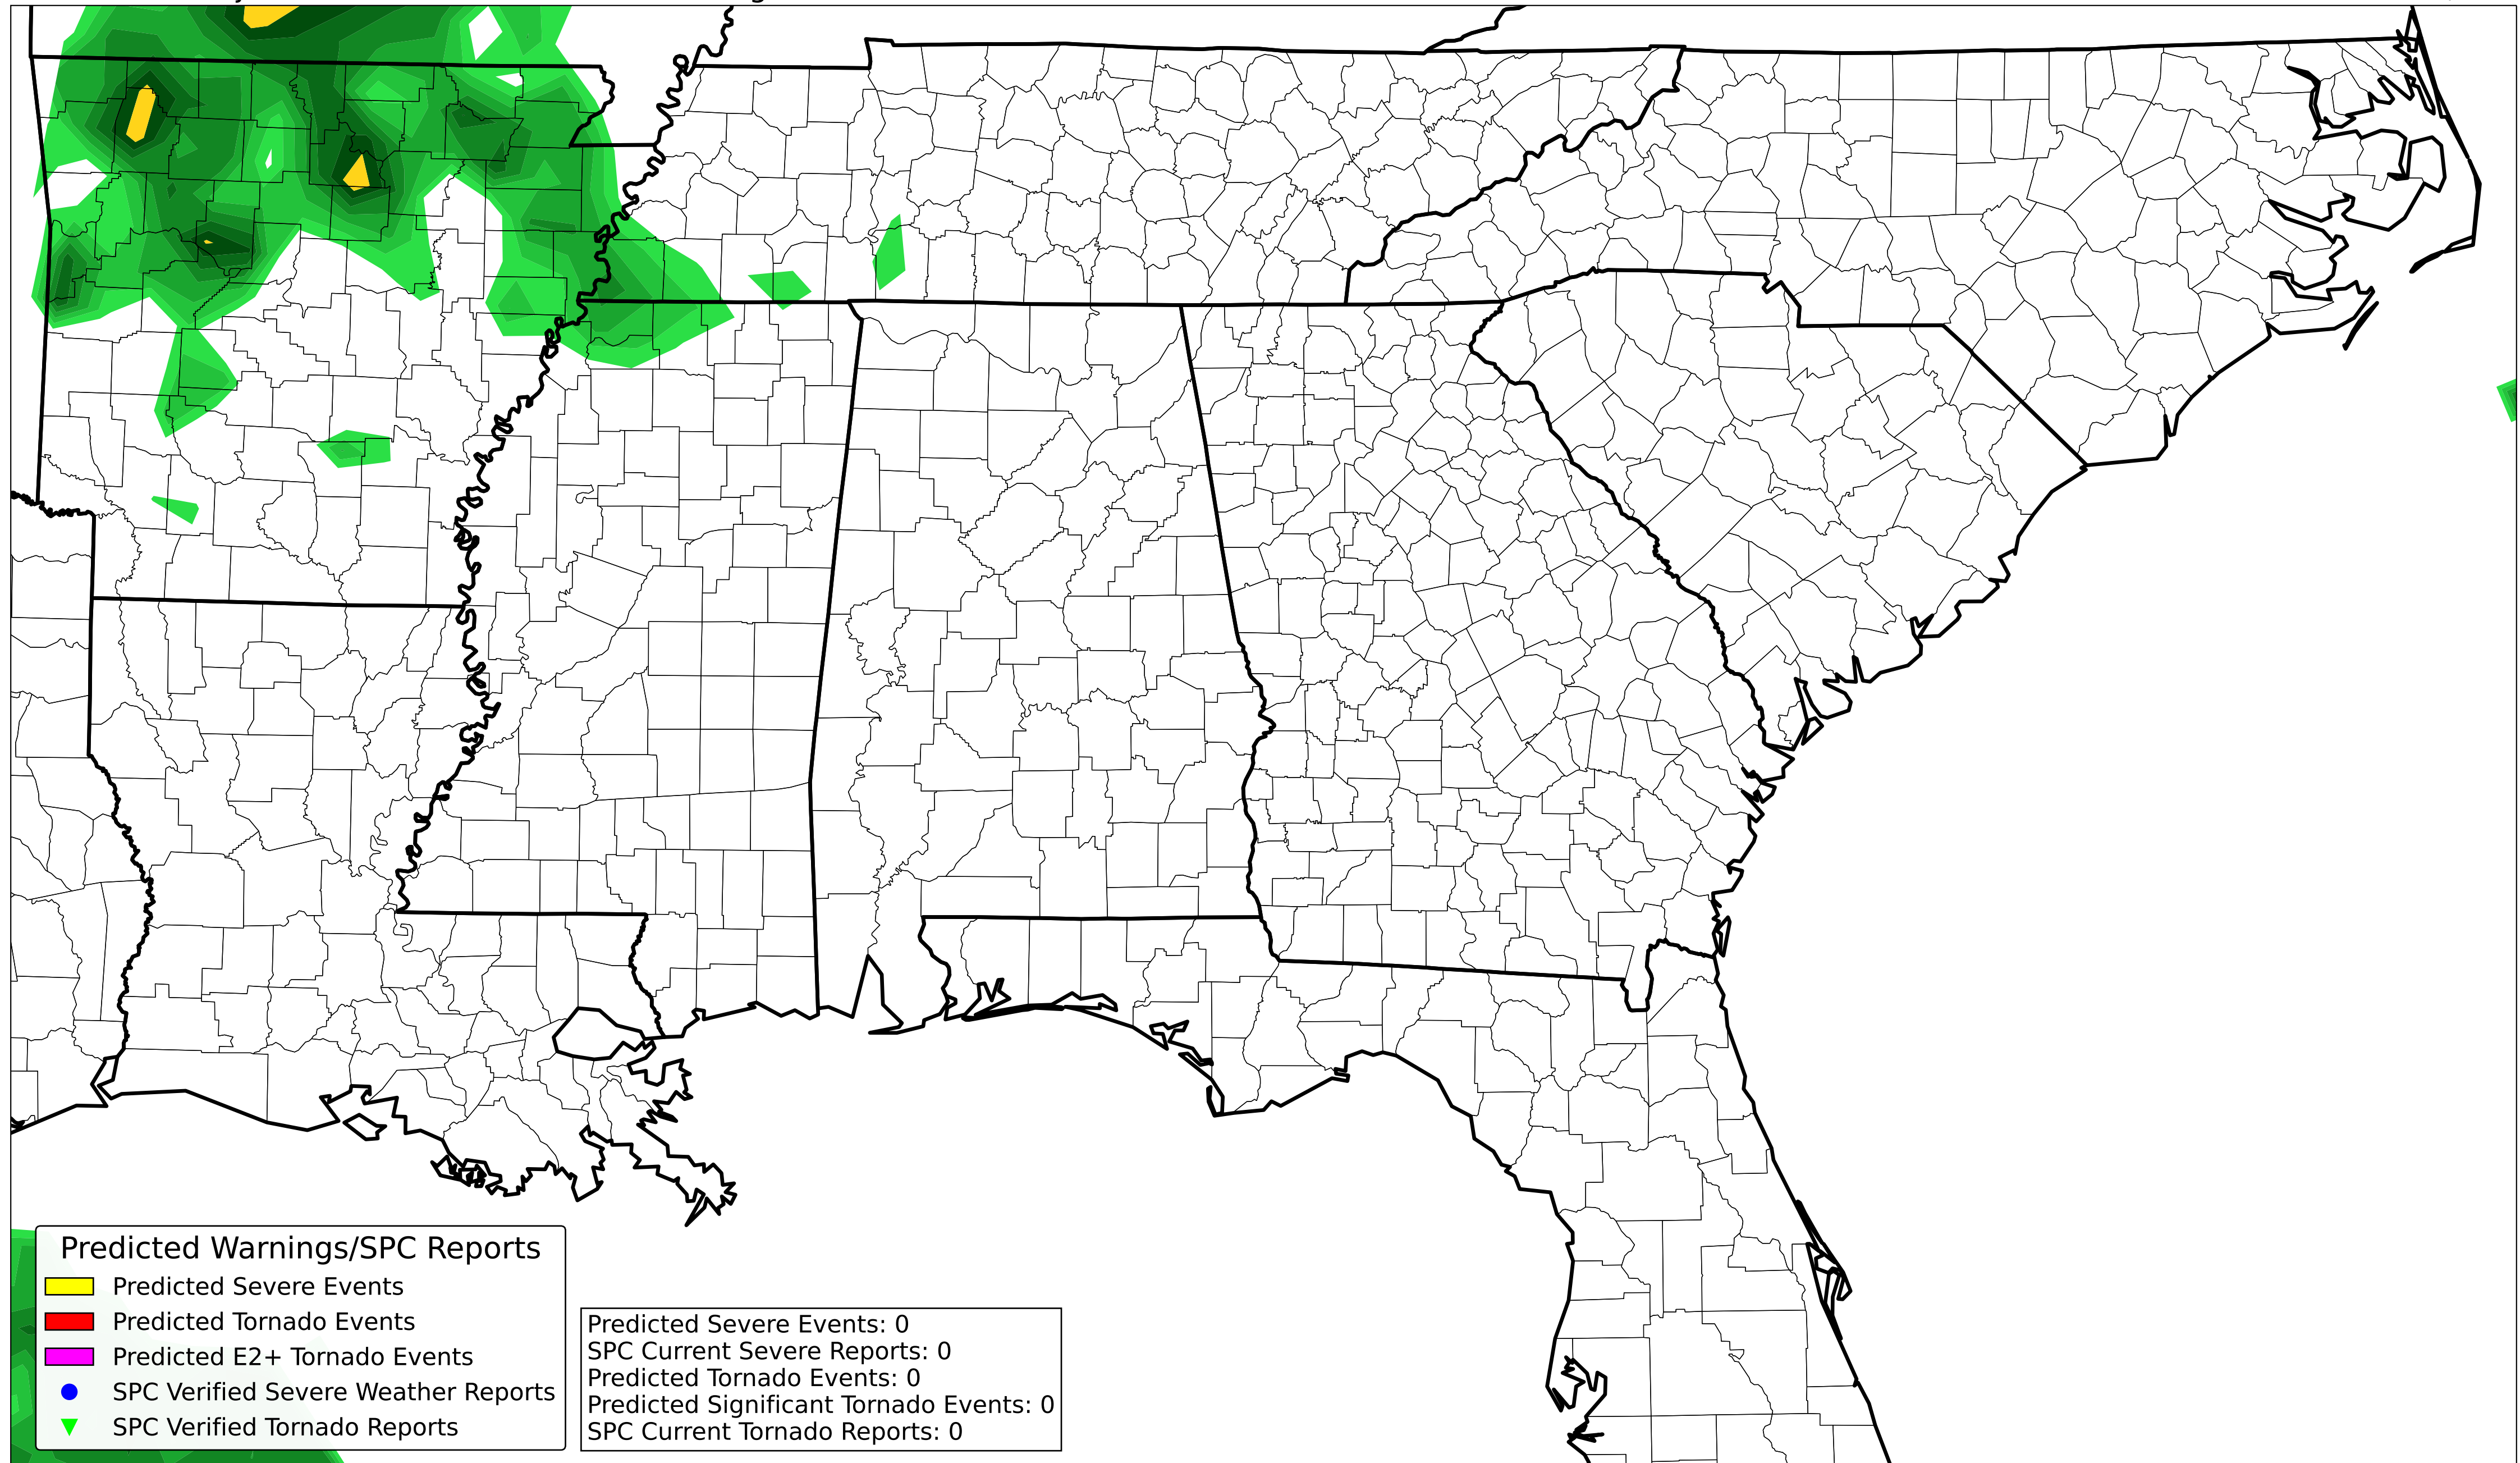 Predicted Warnings/SPC Reports
Predicted Severe Events
Predicted Tornado Events
Predicted E2+ Tornado Events
SPC Verified Severe Weather Reports
SPC Verified Tornado Reports
Predicted Severe Events: 0
SPC Current Severe Reports: 0
Predicted Tornado Events: 0
Predicted Significant Tornado Events: 0
SPC Current Tornado Reports: 0